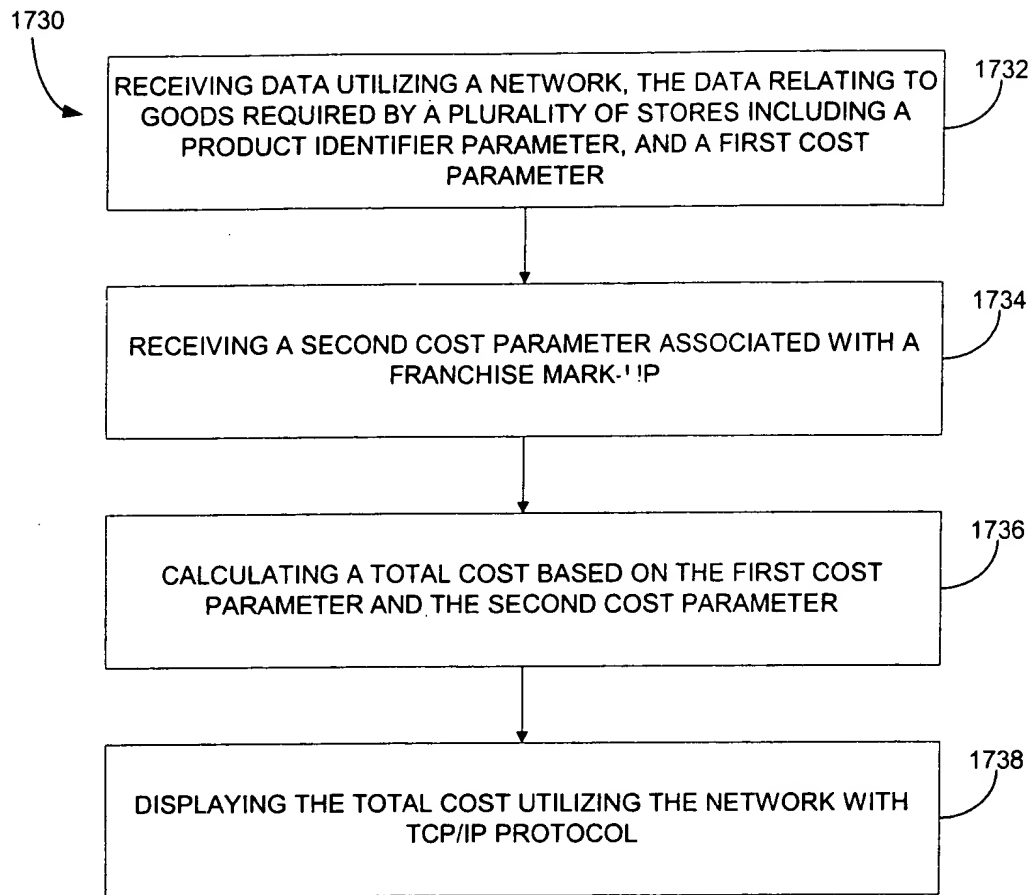 1730
RECEIVING DATA UTILIZING A NETWORK, THE DATA RELATING TO
GOODS REQUIRED BY A PLURALITY OF STORES INCLUDING A
PRODUCT IDENTIFIER PARAMETER, AND A FIRST COST
PARAMETER
1732
RECEIVING A SECOND COST PARAMETER ASSOCIATED WITH A
FRANCHISE MARK-UP
1734
CALCULATING A TOTAL COST BASED ON THE FIRST COST
PARAMETER AND THE SECOND COST PARAMETER
1736
DISPLAYING THE TOTAL COST UTILIZING THE NETWORK WITH
TCP/IP PROTOCOL
1738